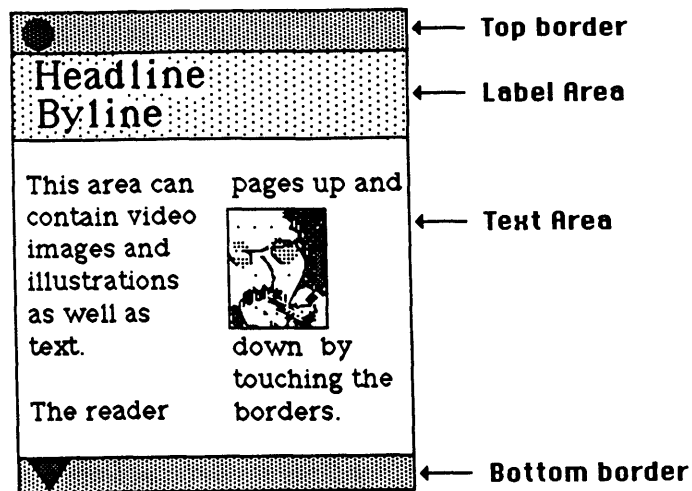 Top border
Headline
Byline
Label Area
This area can
contain video
images and
illustrations
as well as
text.
The reader
pages up and
down by
touching the
borders.
Text Area
Bottom border